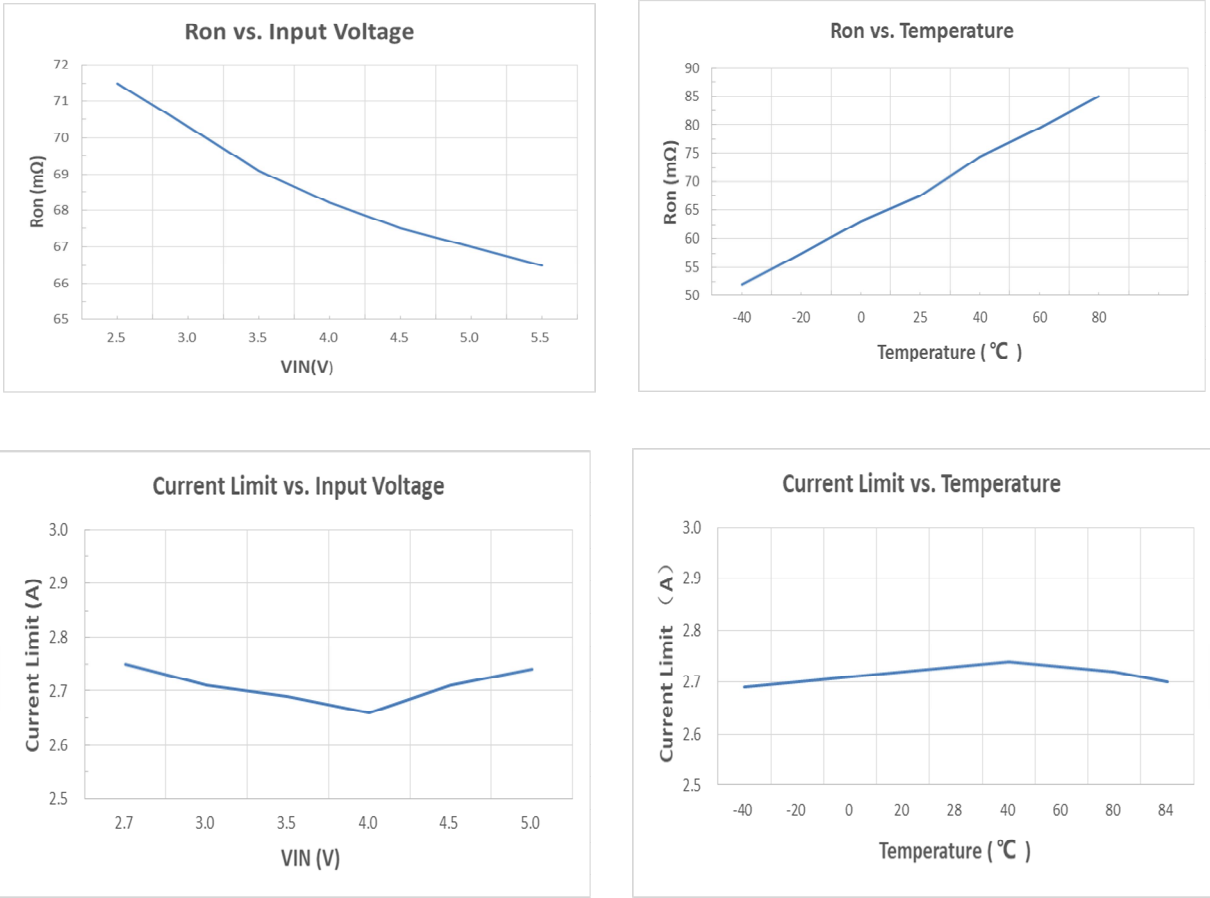 Ron vs. Input Voltage
72
71
70
69
68
67
66
65
Ron (mΩ)
2.5 3.0 3.5 4.0 4.5 5.0 5.5
VIN(V)
Ron vs. Temperature
90
85
80
75
70
65
60
55
50
Ron (mΩ)
-40 -20 0 25 40 60 80
Temperature ( ℃ )
Current Limit vs. Input Voltage
3.0
2.9
2.8
2.7
2.6
2.5
Current Limit (A)
2.7 3.0 3.5 4.0 4.5 5.0
VIN (V)
Current Limit vs. Temperature
3.0
2.9
2.8
2.7
2.6
2.5
Current Limit （A）
-40 -20 0 20 28 40 60 80 84
Temperature ( ℃ )